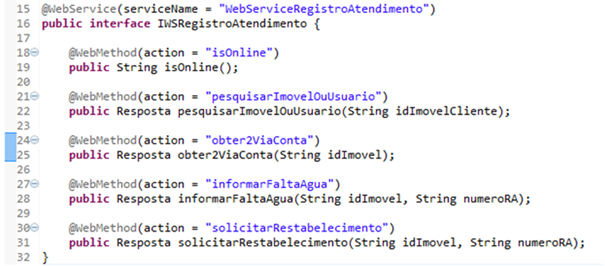 15 @WebService(serviceName = "WebServiceRegistroAtendimento")
16 public interface IWSRegistroAtendimento {
17
18 @WebMethod(action = "isOnline")
19 public String isOnline();
20
21 @WebMethod(action = "pesquisarImovelOuUsuario")
22 public Resposta pesquisarImovelOuUsuario(String idImovelCliente);
23
24 @WebMethod(action = "obter2ViaConta")
25 public Resposta obter2ViaConta(String idImovel);
26
27 @WebMethod(action = "informarFaltaAgua")
28 public Resposta informarFaltaAgua(String idImovel, String numeroRA);
29
30 @WebMethod(action = "solicitarRestabelecimento")
31 public Resposta solicitarRestabelecimento(String idImovel, String numeroRA);
32 }